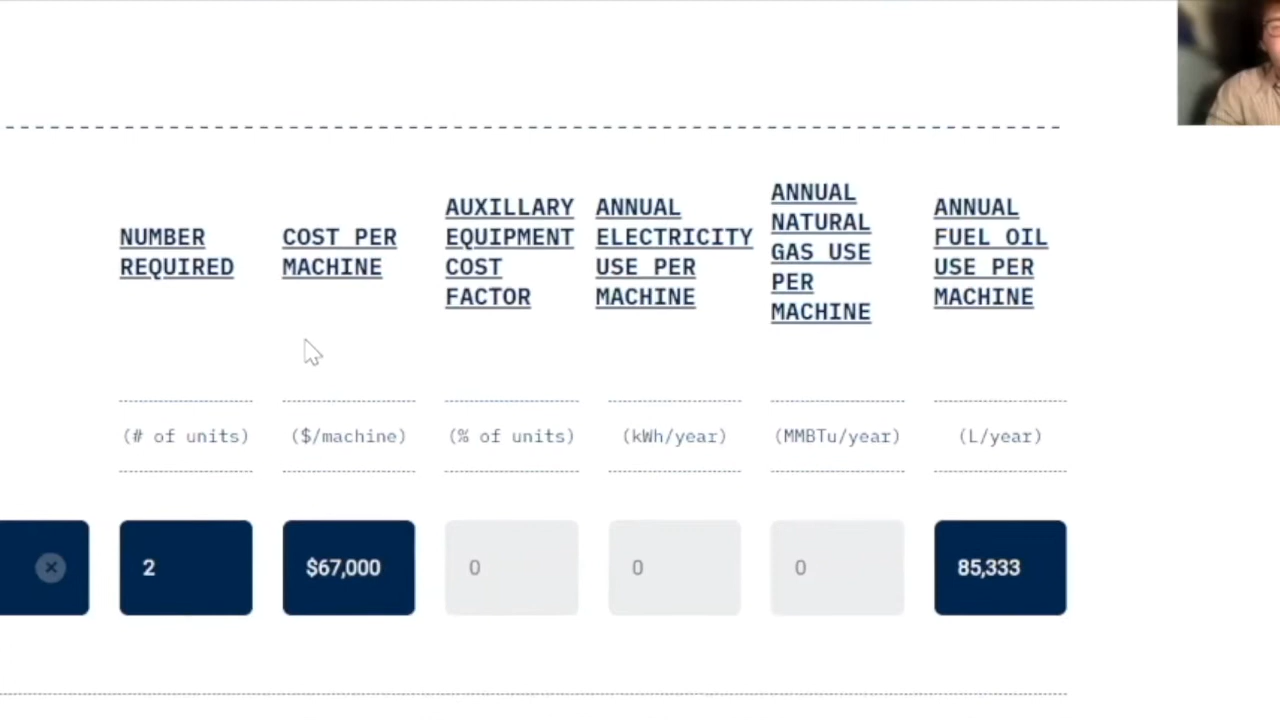 NUMBER
REQUIRED
COST PER
MACHINE
AUXILLARY
EQUIPMENT
COST
FACTOR
ANNUAL
ELECTRICITY
USE PER
MACHINE
ANNUAL
NATURAL
GAS USE
PER
MACHINE
ANNUAL
FUEL OIL
USE PER
MACHINE
(# of units) ($/machine) (% of units) (kWh/year) (MMBTu/year) (L/year)
2 $67,000 0 0 0 85,333